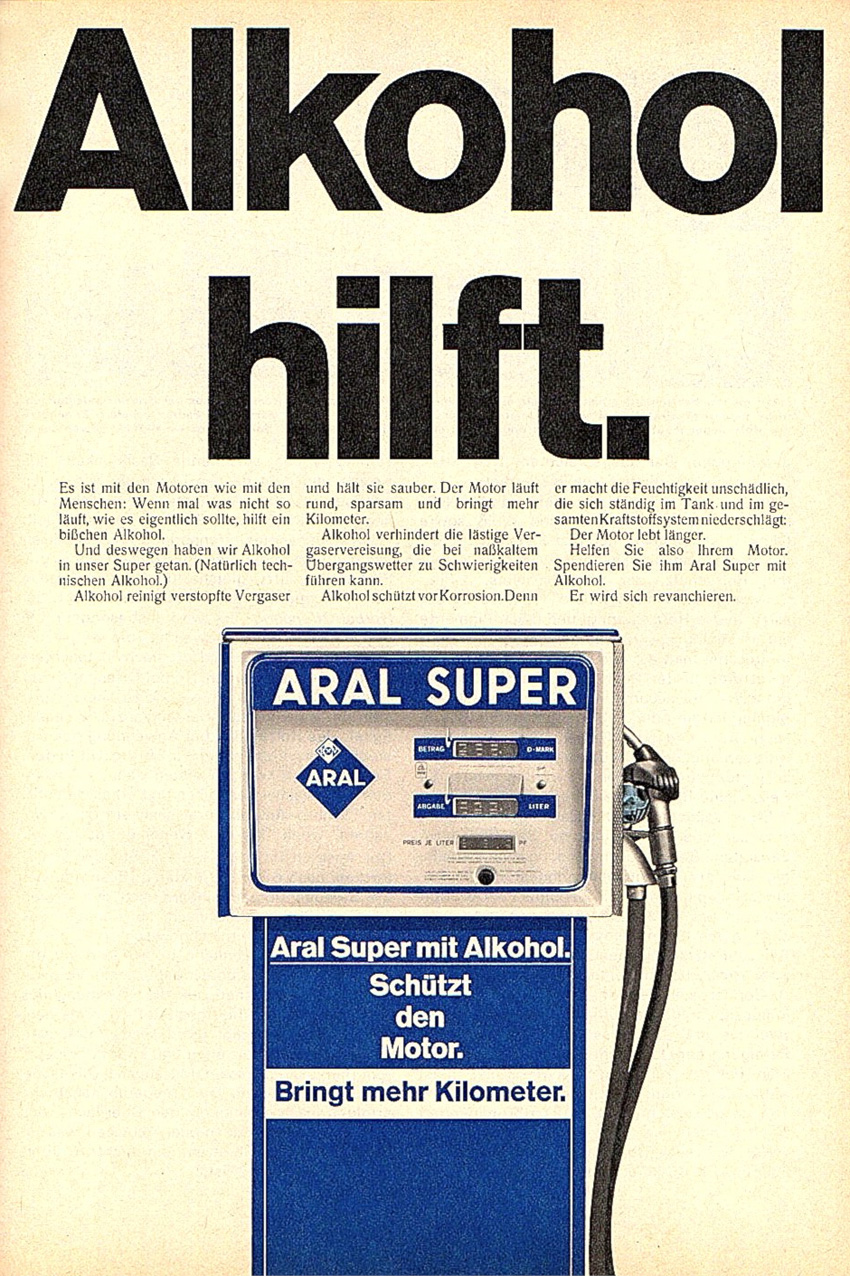 Alkohol
hilft.
Es ist mit den Motoren wie mit den
Menschen: Wenn mal was nicht so
läuft, wie es eigentlich sollte, hilft ein
bißchen Alkohol.
Und deswegen haben wir Alkohol
in unser Super getan. (Natürlich tech-
nischen Alkohol.)
Alkohol reinigt verstopfte Vergaser
und hält sie sauber. Der Motor läuft
rund, sparsam und bringt mehr
Kilometer.
Alkohol verhindert die lästige Ver-
gaservereisung, die bei naßkaltem
Übergangswetter zu Schwierigkeiten
führen kann.
Alkohol schützt vor Korrosion. Denn
er macht die Feuchtigkeit unschädlich,
die sich ständig im Tank und im ge-
samten Kraftstoffsystem niederschlägt:
Der Motor lebt länger.
Helfen Sie also Ihrem Motor.
Spendieren Sie ihm Aral Super mit
Alkohol.
Er wird sich revanchieren.
ARAL SUPER
BETRAG D-MARK
ARAL
ABGABE LITER
PREIS JE LITER PF
Aral Super mit Alkohol.
Schützt
den
Motor.
Bringt mehr Kilometer.